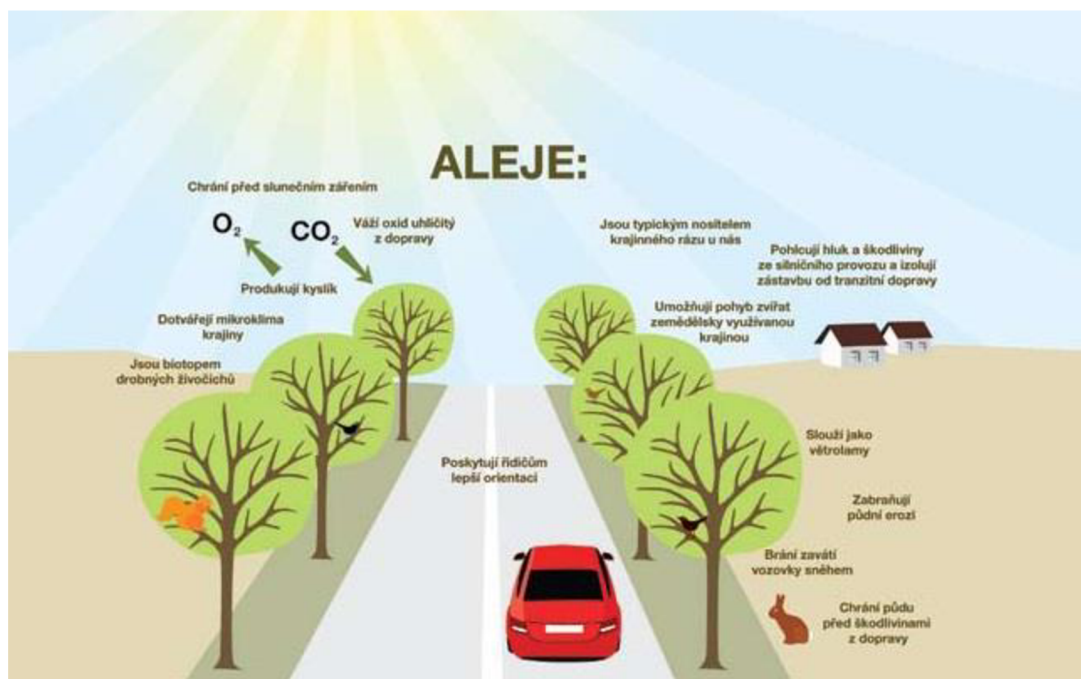 ALEJE:
Chrání před slunečním zářením
O₂
CO₂
Váží oxid uhličitý
z dopravy
Produkují kyslík
Dotvářejí mikroklima
krajiny
Jsou biotopem
drobných živočichů
Jsou typickým nositelem
krajinného rázu u nás
Pohlcují hluk a škodliviny
ze silničního provozu a izolují
zástavbu od tranzitní dopravy
Umožňují pohyb zvířat
zemědělsky využívanou
krajinou
Poskytují řidičům
lepší orientaci
Slouží jako
větrolamy
Zabraňují
půdní erozi
Brání zavátí
vozovky sněhem
Chrání půdu
před škodlivinami
z dopravy